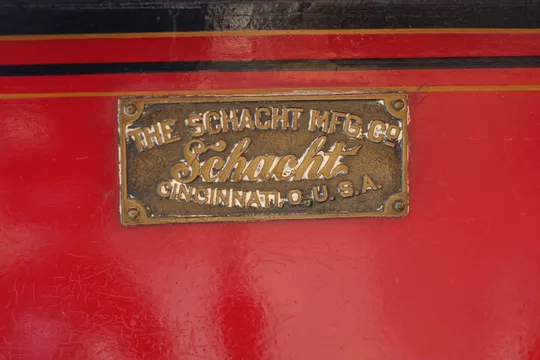 THE SCHACHT MFG. CO
Schacht
CINCINNATI, O., U.S.A.